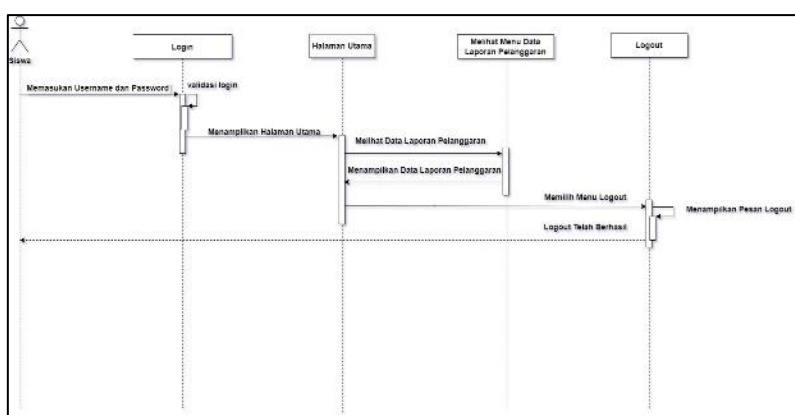 Login
Halaman Utama
Melihat Menu Data
Laporan Pelanggaran
Logout
Siswa
Memasukan Username dan Password
validasi login
Menampilkan Halaman Utama
Melihat Data Laporan Pelanggaran
Menampilkan Data Laporan Pelanggaran
Memilih Menu Logout
Menampilkan Pesan Logout
Logout Telah Berhasil